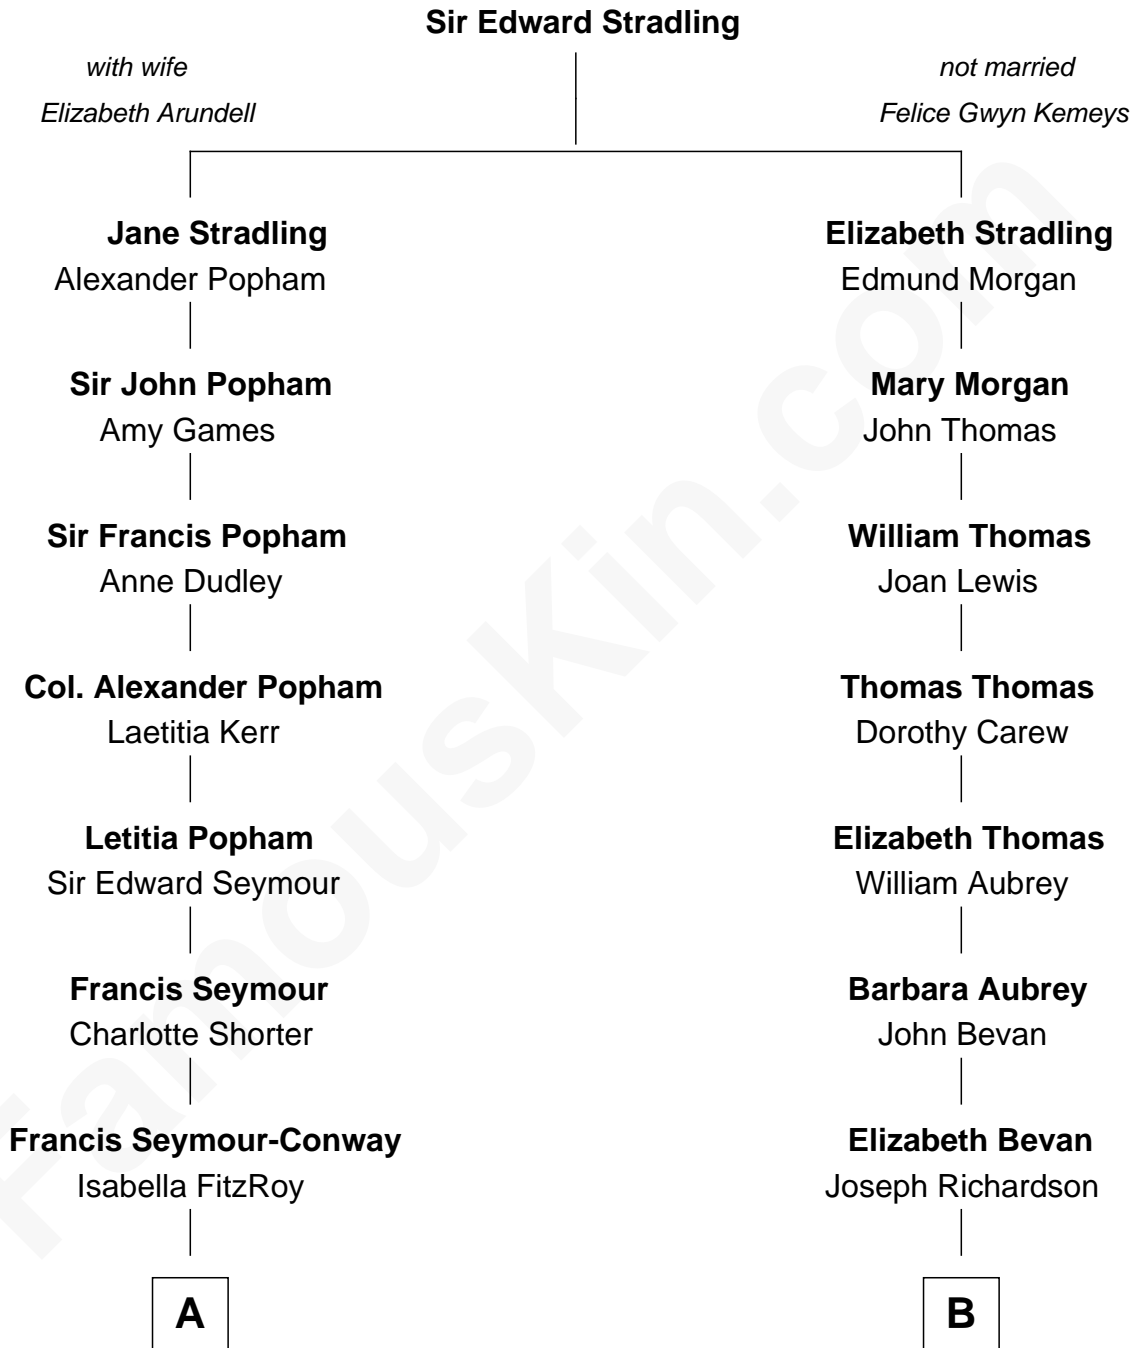 Sir Edward Stradling
with wife
Elizabeth Arundell
not married
Felice Gwyn Kemeys
Jane Stradling
Alexander Popham
Elizabeth Stradling
Edmund Morgan
Sir John Popham
Amy Games
Mary Morgan
John Thomas
Sir Francis Popham
Anne Dudley
William Thomas
Joan Lewis
Col. Alexander Popham
Laetitia Kerr
Thomas Thomas
Dorothy Carew
Letitia Popham
Sir Edward Seymour
Elizabeth Thomas
William Aubrey
Francis Seymour
Charlotte Shorter
Barbara Aubrey
John Bevan
Francis Seymour-Conway
Isabella FitzRoy
Elizabeth Bevan
Joseph Richardson
A
B
FamousKin.com